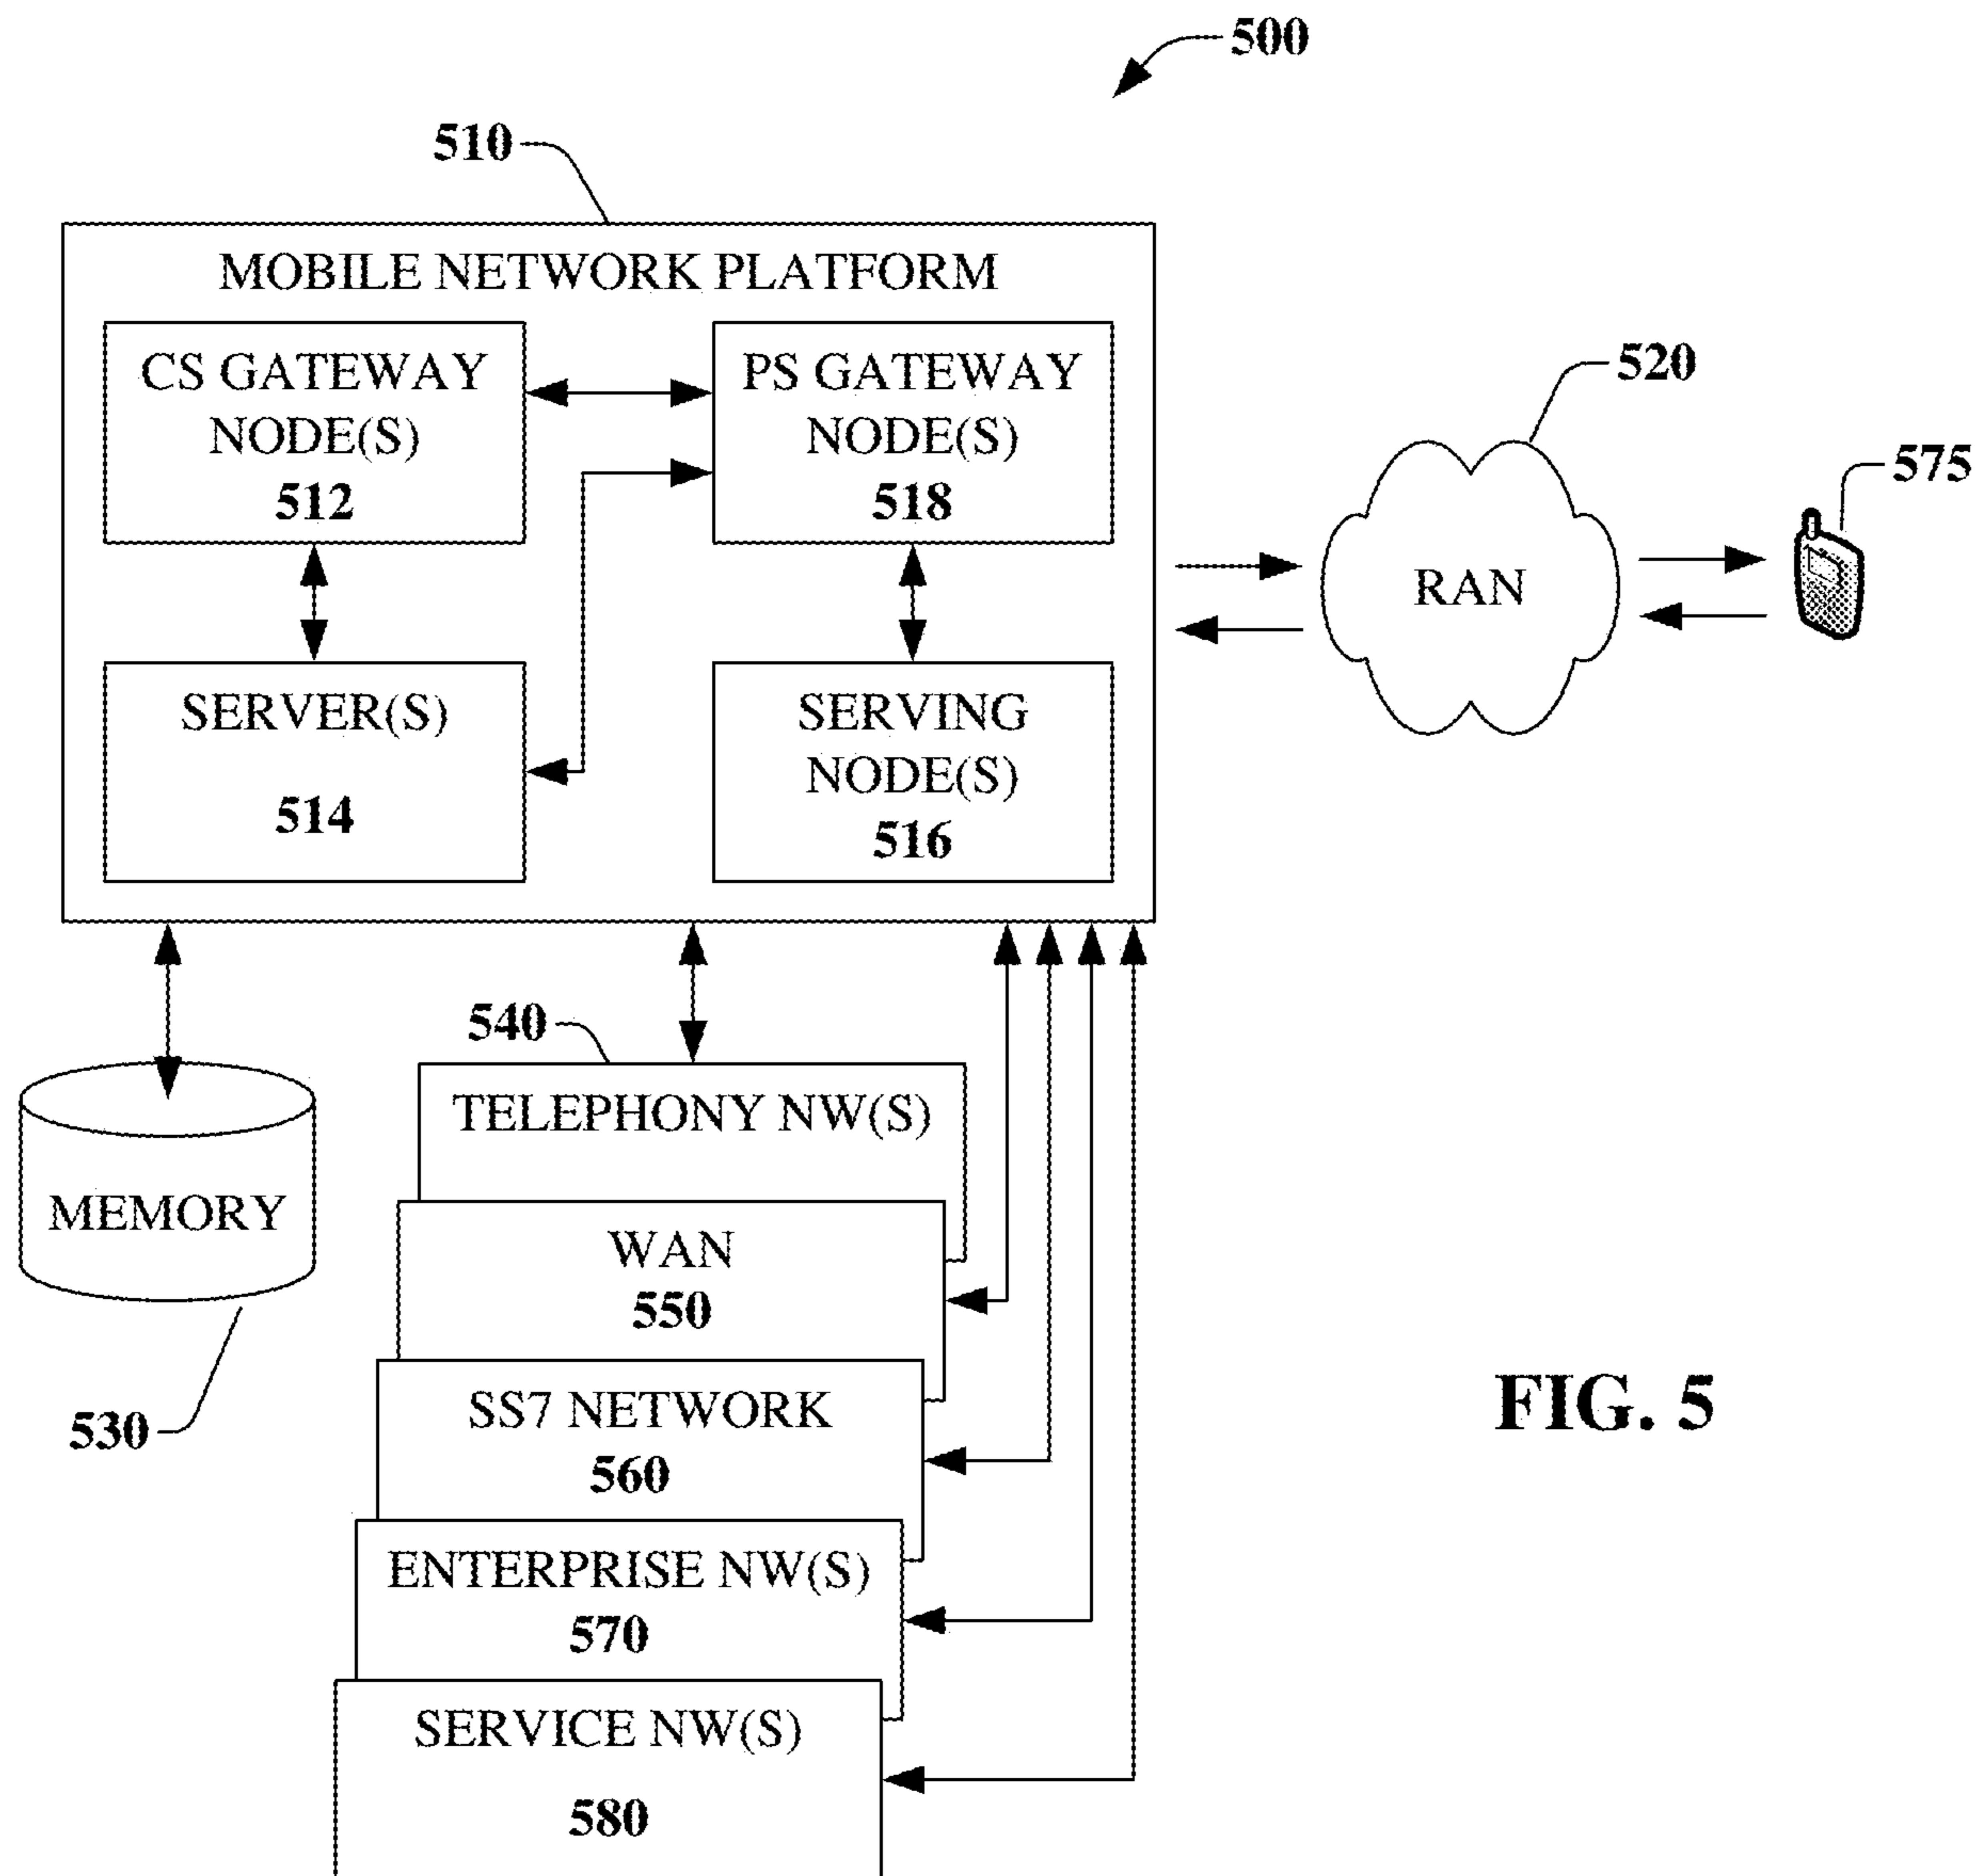 500
510
MOBILE NETWORK PLATFORM
CS GATEWAY
NODE(S)
512
PS GATEWAY
NODE(S)
518
SERVER(S)
514
SERVING
NODE(S)
516
520
RAN
575
540
TELEPHONY NW(S)
MEMORY
530
WAN
550
SS7 NETWORK
560
ENTERPRISE NW(S)
570
SERVICE NW(S)
580
FIG. 5